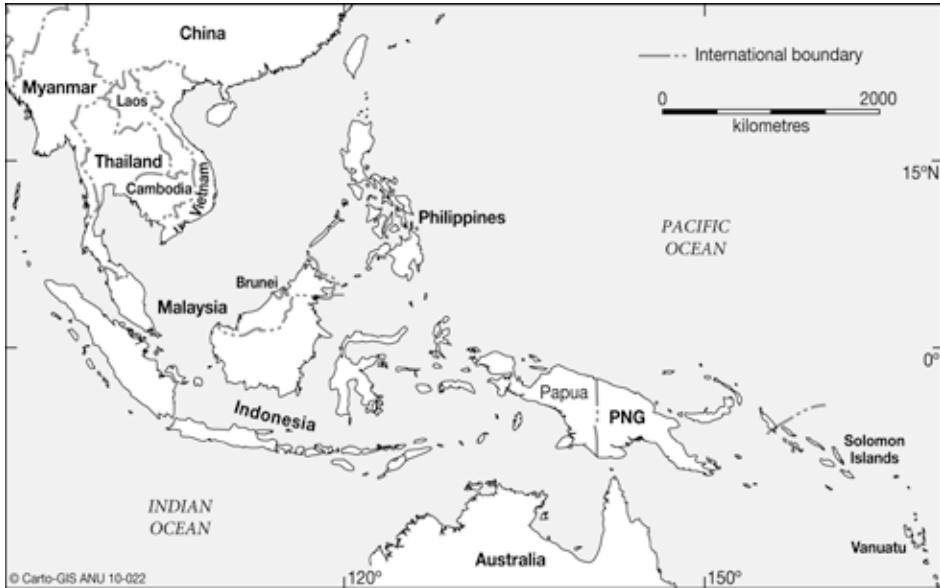 China
International boundary
Myanmar
Laos
0 2000
kilometres
Thailand
15°N
Cambodia
Vietnam
Philippines
PACIFIC
OCEAN
Brunei
Malaysia
0°
Papua
PNG
Indonesia
Solomon
Islands
INDIAN
OCEAN
Vanuatu
Australia
© Carto-GIS ANU 10-022
120°
150°